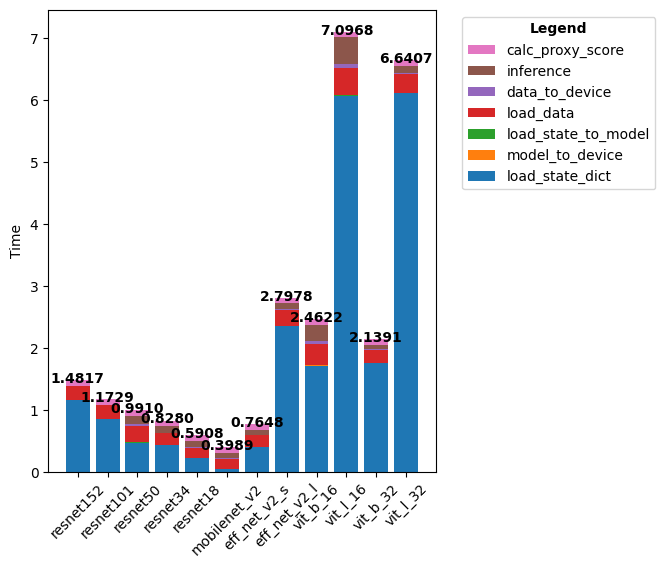 7
6
5
4
3
2
1
0
Time
1.4817
1.1729
0.9910
0.8280
0.5908
0.3989
0.7648
2.7978
2.4622
7.0968
2.1391
6.6407
resnet152
resnet101
resnet50
resnet34
resnet18
mobilenet_v2
eff_net_v2_s
eff_net_v2_l
vit_b_16
vit_l_16
vit_b_32
vit_l_32
Legend
calc_proxy_score
inference
data_to_device
load_data
load_state_to_model
model_to_device
load_state_dict